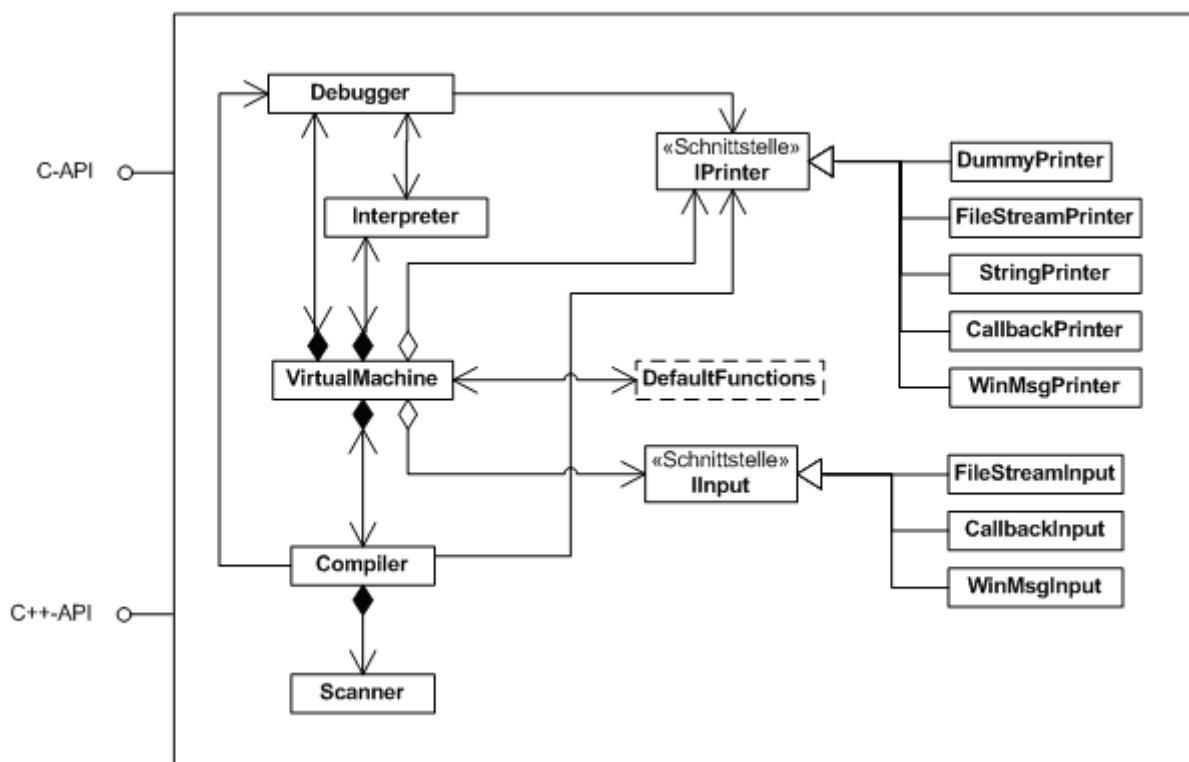 Debugger
«Schnittstelle»
IPrinter
DummyPrinter
C-API
Interpreter
FileStreamPrinter
StringPrinter
CallbackPrinter
VirtualMachine
DefaultFunctions
WinMsgPrinter
«Schnittstelle»
IInput
FileStreamInput
CallbackInput
Compiler
WinMsgInput
C++-API
Scanner